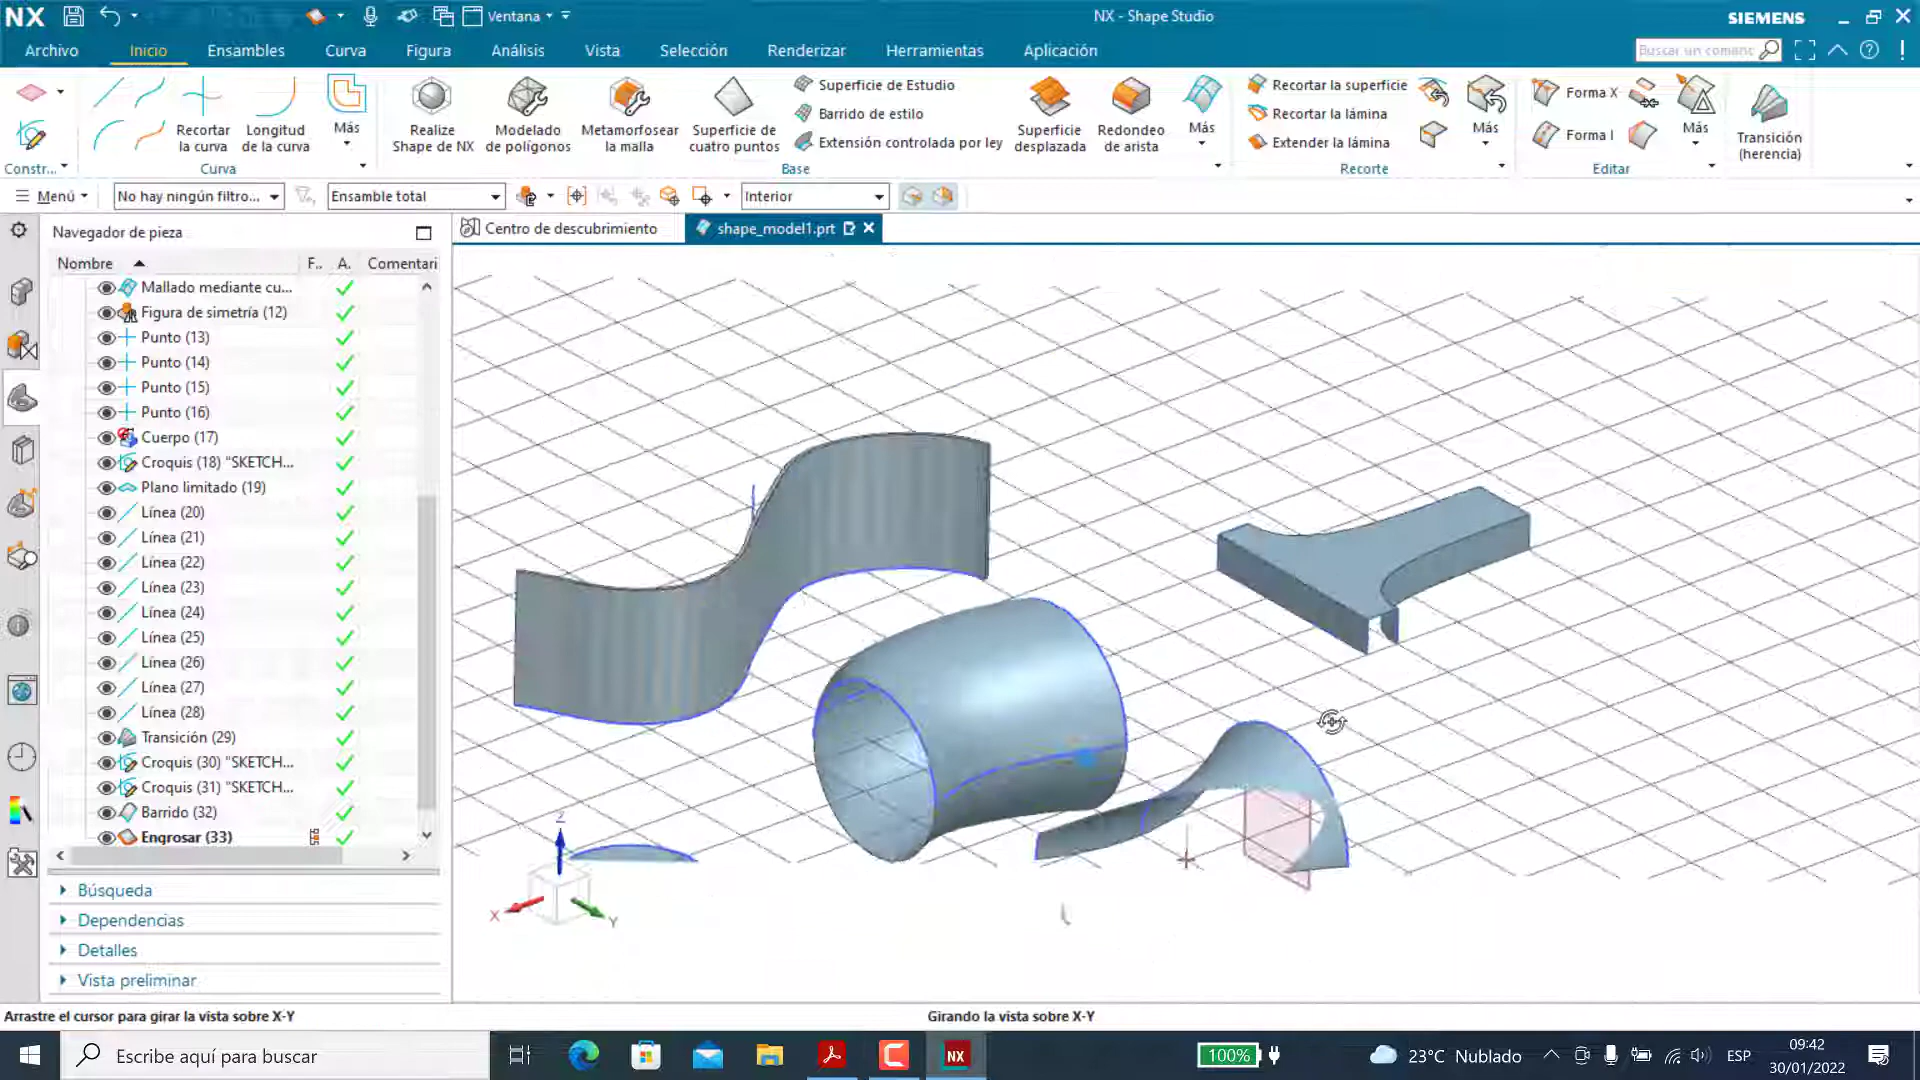 NX
Ventana
NX - Shape Studio
SIEMENS
Archivo
Inicio
Ensambles
Curva
Figura
Análisis
Vista
Selección
Renderizar
Herramientas
Aplicación
Recortar la curva
Longitud de la curva
Más
Realize Shape de NX
Modelado de polígonos
Metamorfosear la malla
Superficie de cuatro puntos
Superficie de Estudio
Barrido de estilo
Extensión controlada por ley
Superficie desplazada
Redondeo de arista
Más
Recortar la superficie
Recortar la lámina
Extender la lámina
Más
Forma X
Forma I
Más
Transición (herencia)
Constr...
Curva
Base
Recorte
Editar
Menú
No hay ningún filtro...
Ensamble total
Interior
Navegador de pieza
Centro de descubrimiento
shape_model1.prt
Nombre
F..
A.
Comentari
Mallado mediante cu...
Figura de simetría (12)
Punto (13)
Punto (14)
Punto (15)
Punto (16)
Cuerpo (17)
Croquis (18) "SKETCH...
Plano limitado (19)
Línea (20)
Línea (21)
Línea (22)
Línea (23)
Línea (24)
Línea (25)
Línea (26)
Línea (27)
Línea (28)
Transición (29)
Croquis (30) "SKETCH...
Croquis (31) "SKETCH...
Barrido (32)
Engrosar (33)
Búsqueda
Dependencias
Detalles
Vista preliminar
Z
X
Y
Arrastre el cursor para girar la vista sobre X-Y
Girando la vista sobre X-Y
Escribe aquí para buscar
NX
100%
23°C Nublado
ESP
09:42
30/01/2022